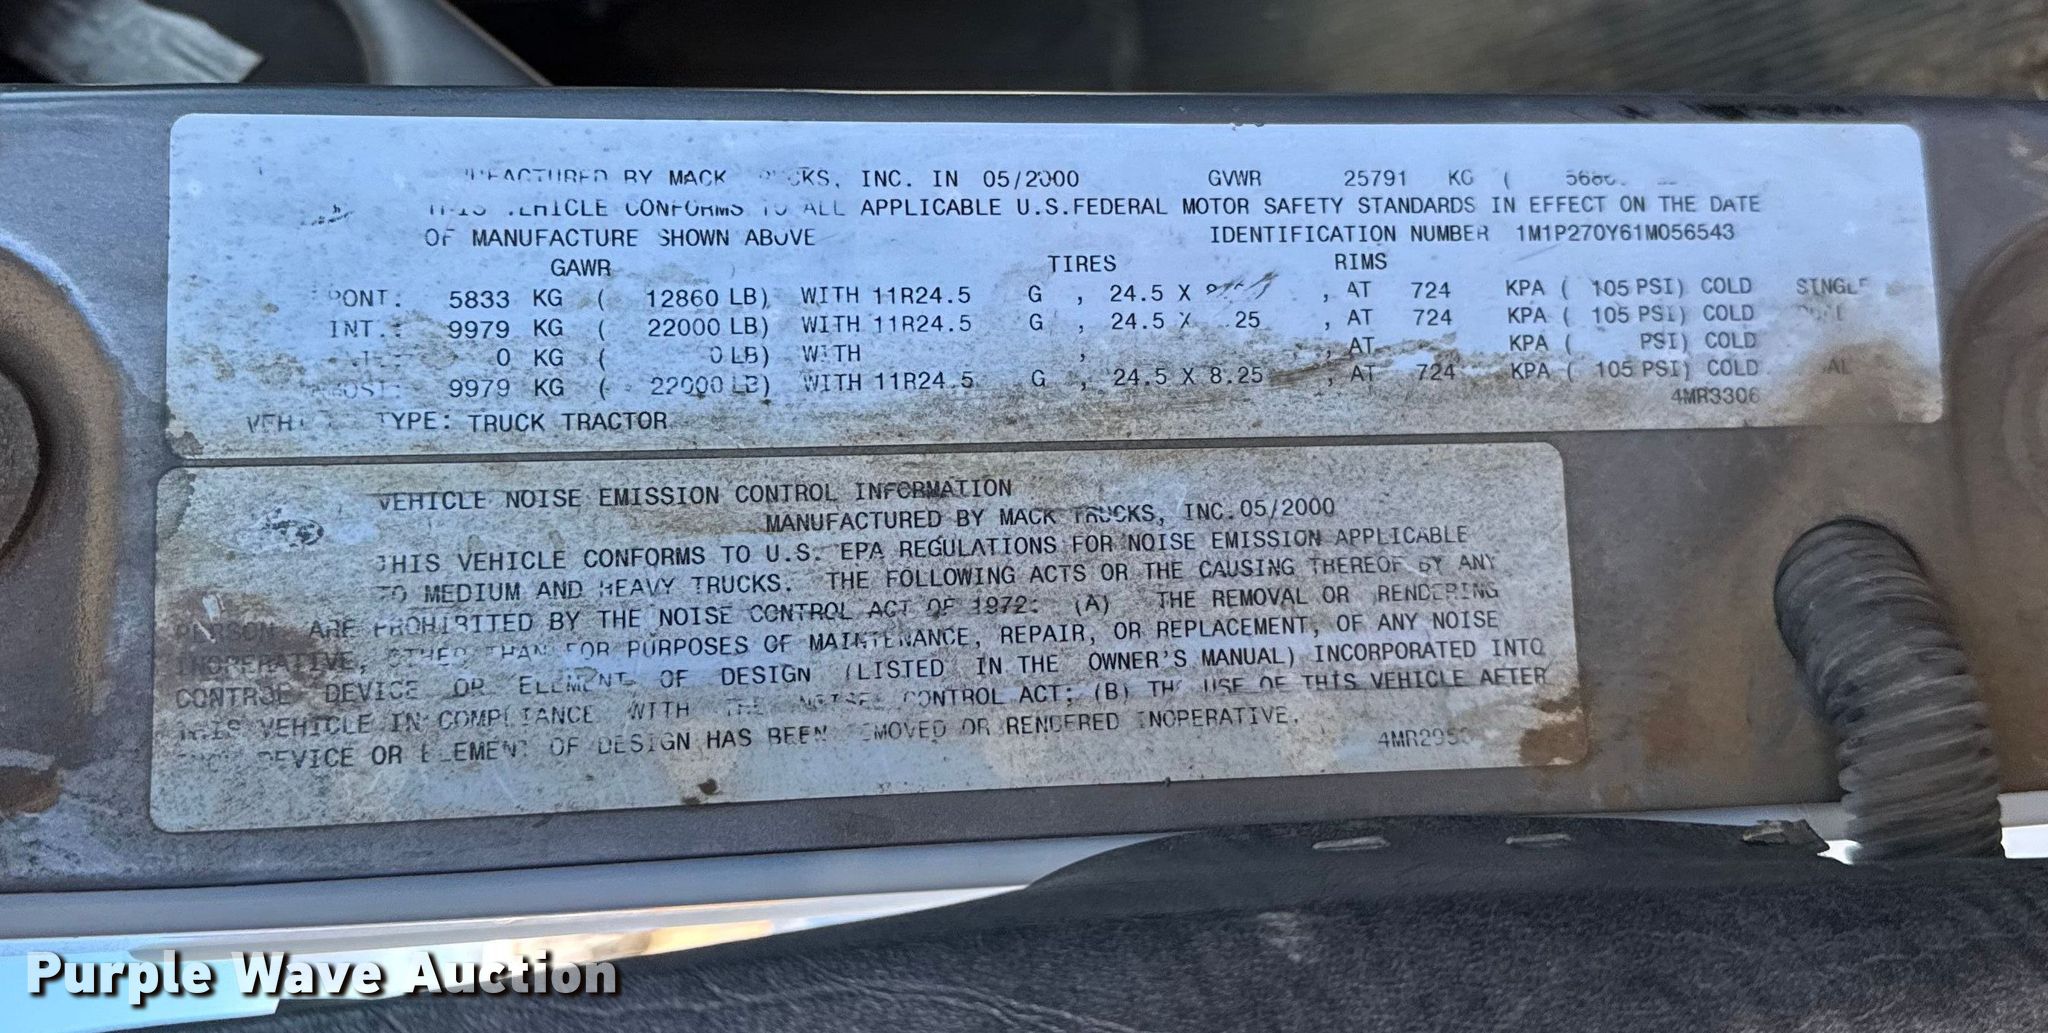 BY MACK INC. IN 05/2000 GVWR 25791 KG (
CONFORMS TO ALL APPLICABLE U.S.FEDERAL MOTOR SAFETY STANDARDS IN EFFECT ON THE DATE
OF MANUFACTURE SHOWN ABOVE IDENTIFICATION NUMBER 1M1P270Y61M056543
GAWR TIRES RIMS
5833 KG ( 12860 LB) WITH 11R24.5 G , 24.5 X , AT 724 KPA ( 105 PSI) COLD SINGLE
INT.: 9979 KG ( 22000 LB) WITH 11R24.5 G , 24.5 X 25 , AT 724 KPA ( 105 PSI) COLD
0 KG ( 0 LB) WITH , , AT KPA ( PSI) COLD
9979 KG ( 22000 LB) WITH 11R24.5 G , 24.5 X 8.25 , AT 724 KPA ( 105 PSI) COLD
4MR3306
TYPE: TRUCK TRACTOR
VEHICLE NOISE EMISSION CONTROL INFORMATION
MANUFACTURED BY MACK TRUCKS, INC. 05/2000
THIS VEHICLE CONFORMS TO U.S. EPA REGULATIONS FOR NOISE EMISSION APPLICABLE
TO MEDIUM AND HEAVY TRUCKS. THE FOLLOWING ACTS OR THE CAUSING THEREOF BY ANY
PERSON ARE PROHIBITED BY THE NOISE CONTROL ACT OF 1972: (A) THE REMOVAL OR RENDERING
INOPERATIVE, OTHER THAN FOR PURPOSES OF MAINTENANCE, REPAIR, OR REPLACEMENT, OF ANY NOISE
CONTROL DEVICE OR ELEMENT OF DESIGN (LISTED IN THE OWNER'S MANUAL) INCORPORATED INTO
THIS VEHICLE IN COMPLIANCE WITH THE NOISE CONTROL ACT; (B) THE USE OF THIS VEHICLE AFTER
SUCH DEVICE OR ELEMENT OF DESIGN HAS BEEN REMOVED OR RENDERED INOPERATIVE.
Purple Wave Auction